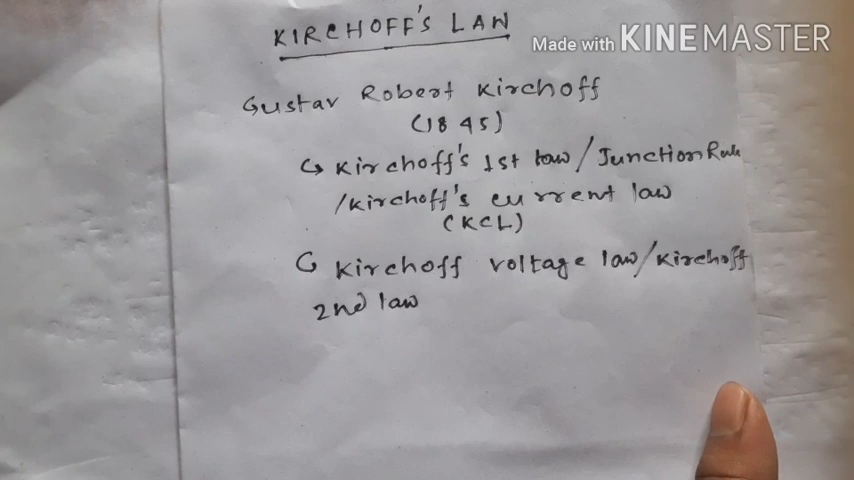 KIRCHOFF'S LAW
Made with KINEMASTER
Gustav Robert Kirchoff
(1845)
↳ Kirchoff's 1st law/Junction Rule
/Kirchoff's current law
(KCL)
↳ Kirchoff voltage law/Kirchoff
2nd law